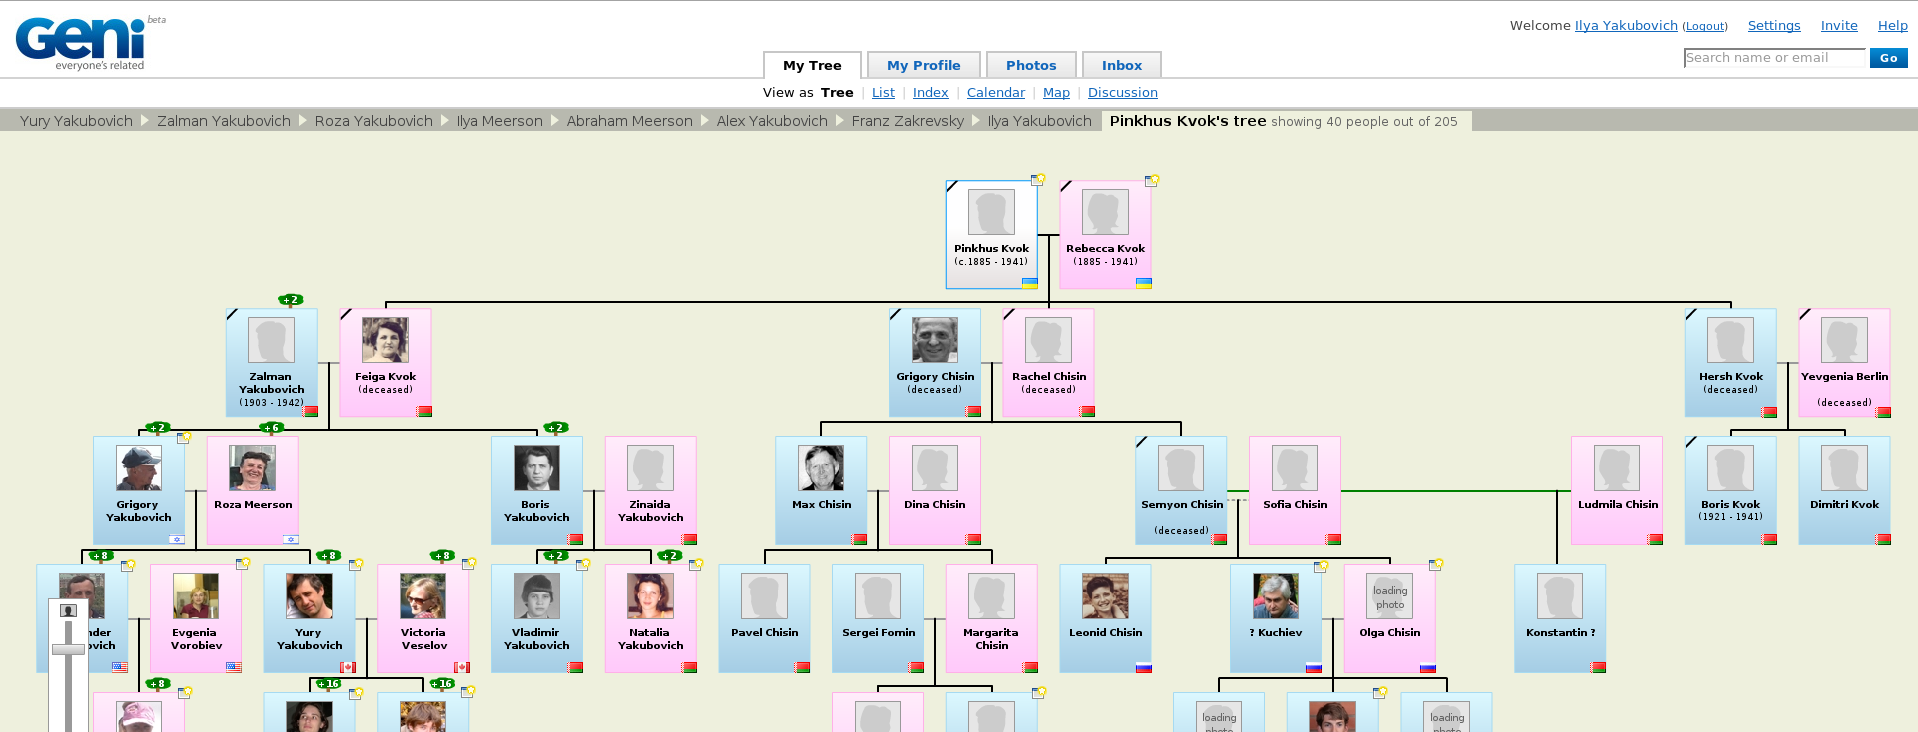 Geni beta
everyone's related
Welcome Ilya Yakubovich (Logout) Settings Invite Help
Search name or email Go
My Tree My Profile Photos Inbox
View as Tree | List | Index | Calendar | Map | Discussion
Yury Yakubovich Zalman Yakubovich Roza Yakubovich Ilya Meerson Abraham Meerson Alex Yakubovich Franz Zakrevsky Ilya Yakubovich Pinkhus Kvok's tree showing 40 people out of 205
Pinkhus Kvok
(c.1885 - 1941)
Rebecca Kvok
(1885 - 1941)
+2
Zalman
Yakubovich
(1903 - 1942)
Feiga Kvok
(deceased)
Grigory Chisin
(deceased)
Rachel Chisin
(deceased)
Hersh Kvok
(deceased)
Yevgenia Berlin
(deceased)
+2
Grigory
Yakubovich
+6
Roza Meerson
+2
Boris
Yakubovich
Zinaida
Yakubovich
Max Chisin
Dina Chisin
Semyon Chisin
(deceased)
Sofia Chisin
Ludmila Chisin
Boris Kvok
(1921 - 1941)
Dimitri Kvok
+8
nder
ovich
Evgenia
Vorobiev
+8
Yury
Yakubovich
+8
Victoria
Veselov
+2
Vladimir
Yakubovich
+2
Natalia
Yakubovich
Pavel Chisin
Sergei Fomin
Margarita
Chisin
Leonid Chisin
? Kuchiev
loading
photo
Olga Chisin
Konstantin ?
+8
+16
+16
loading
photo
loading
photo